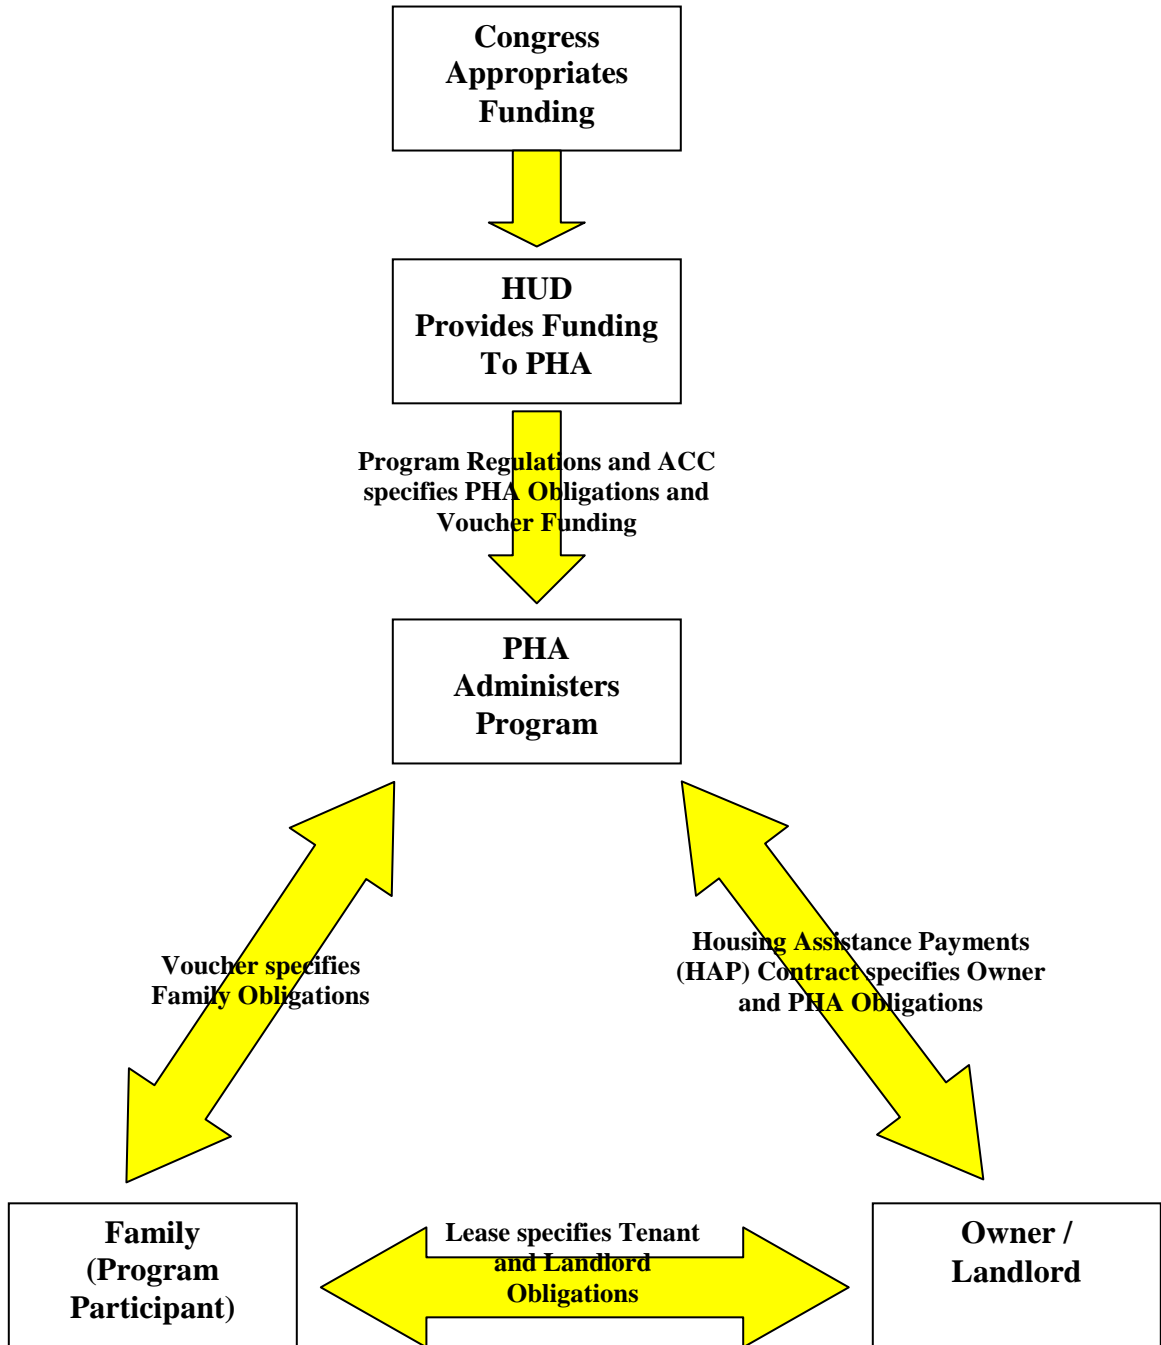 Congress
Appropriates
Funding
HUD
Provides Funding
To PHA
Program Regulations and ACC
specifies PHA Obligations and
Voucher Funding
PHA
Administers
Program
Voucher specifies
Family Obligations
Housing Assistance Payments
(HAP) Contract specifies Owner
and PHA Obligations
Family
(Program
Participant)
Lease specifies Tenant
and Landlord
Obligations
Owner /
Landlord